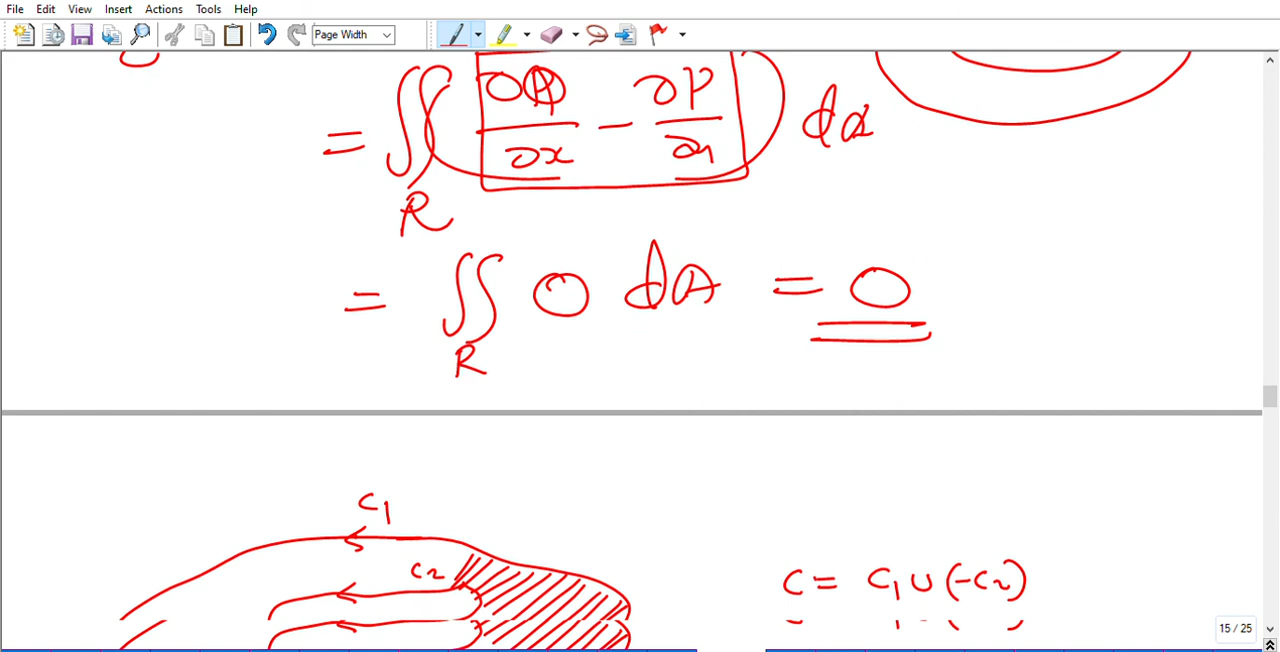 File Edit View Insert Actions Tools Help
Page Width
= ∬_R (∂Q/∂x − ∂P/∂y) dA
= ∬_R 0 dA = 0
C1
C2
C = C1 ∪ (-C2)
15 / 25